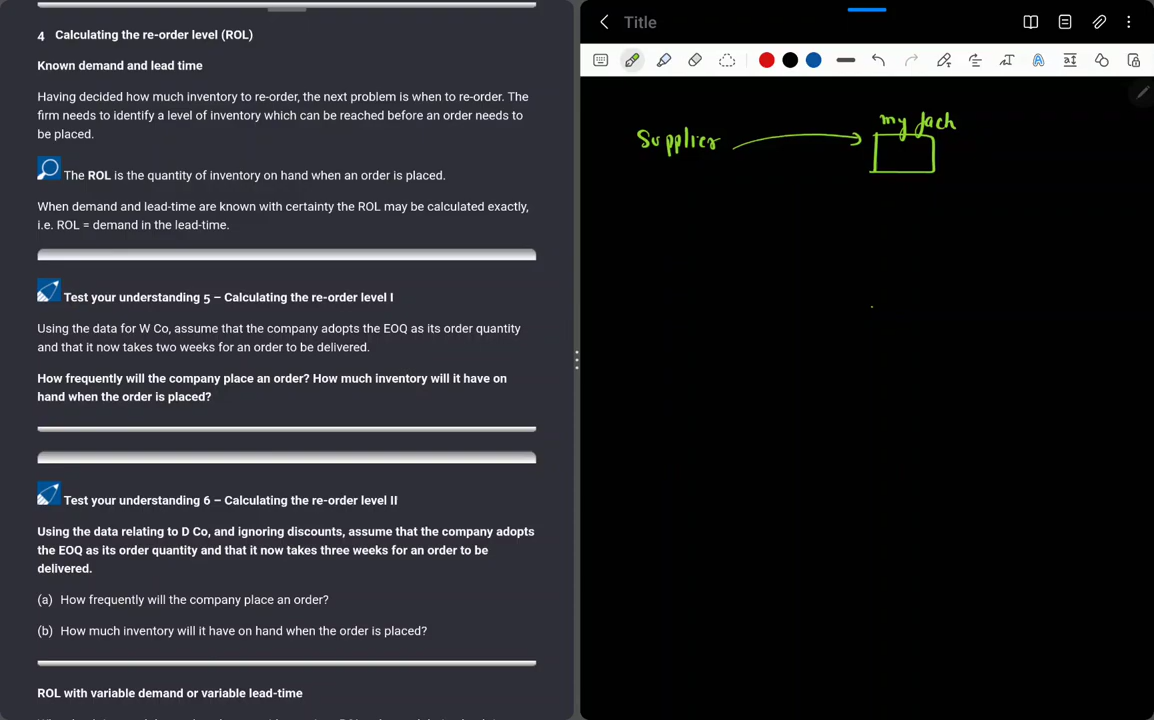 4 Calculating the re-order level (ROL)
Known demand and lead time
Having decided how much inventory to re-order, the next problem is when to re-order. The
firm needs to identify a level of inventory which can be reached before an order needs to
be placed.
The ROL is the quantity of inventory on hand when an order is placed.
When demand and lead-time are known with certainty the ROL may be calculated exactly,
i.e. ROL = demand in the lead-time.
Test your understanding 5 – Calculating the re-order level I
Using the data for W Co, assume that the company adopts the EOQ as its order quantity
and that it now takes two weeks for an order to be delivered.
How frequently will the company place an order? How much inventory will it have on
hand when the order is placed?
Test your understanding 6 – Calculating the re-order level II
Using the data relating to D Co, and ignoring discounts, assume that the company adopts
the EOQ as its order quantity and that it now takes three weeks for an order to be
delivered.
(a) How frequently will the company place an order?
(b) How much inventory will it have on hand when the order is placed?
ROL with variable demand or variable lead-time
Title
my
Supplier